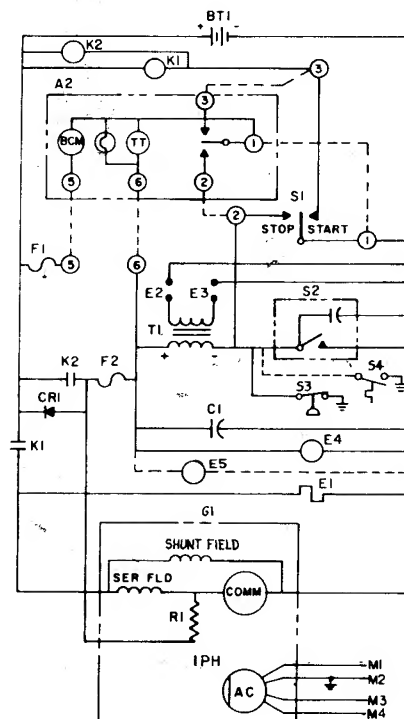 BT1
K2
K1
3
A2
3
BCM
TT
1
5
6
2
2
S1
STOP START
1
F1
5
6
E2
E3
S2
T1
+ -
S4
K2
F2
S3
CR1
C1
K1
E4
E5
E1
G1
SHUNT FIELD
SER FLD
COMM
R1
1PH
AC
M1
M2
M3
M4